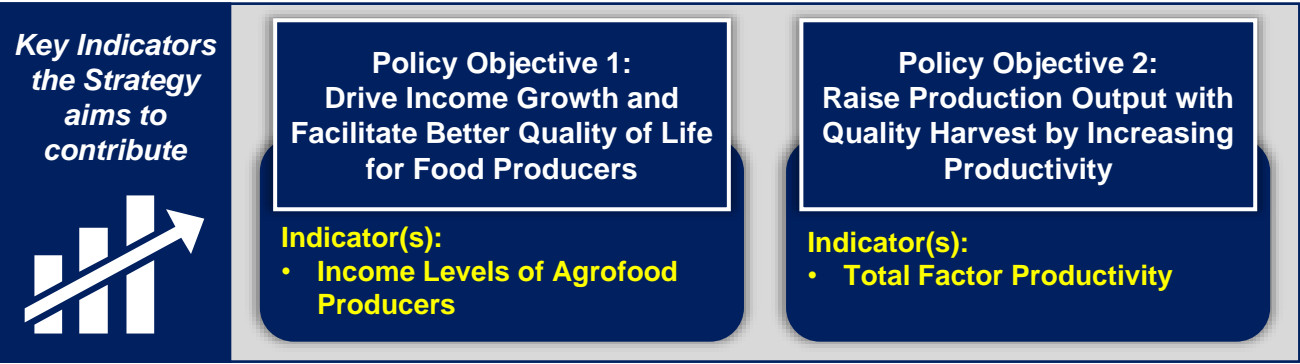 Key Indicators
the Strategy
aims to
contribute
Policy Objective 1:
Drive Income Growth and
Facilitate Better Quality of Life
for Food Producers
Indicator(s):
• Income Levels of Agrofood
Producers
Policy Objective 2:
Raise Production Output with
Quality Harvest by Increasing
Productivity
Indicator(s):
• Total Factor Productivity